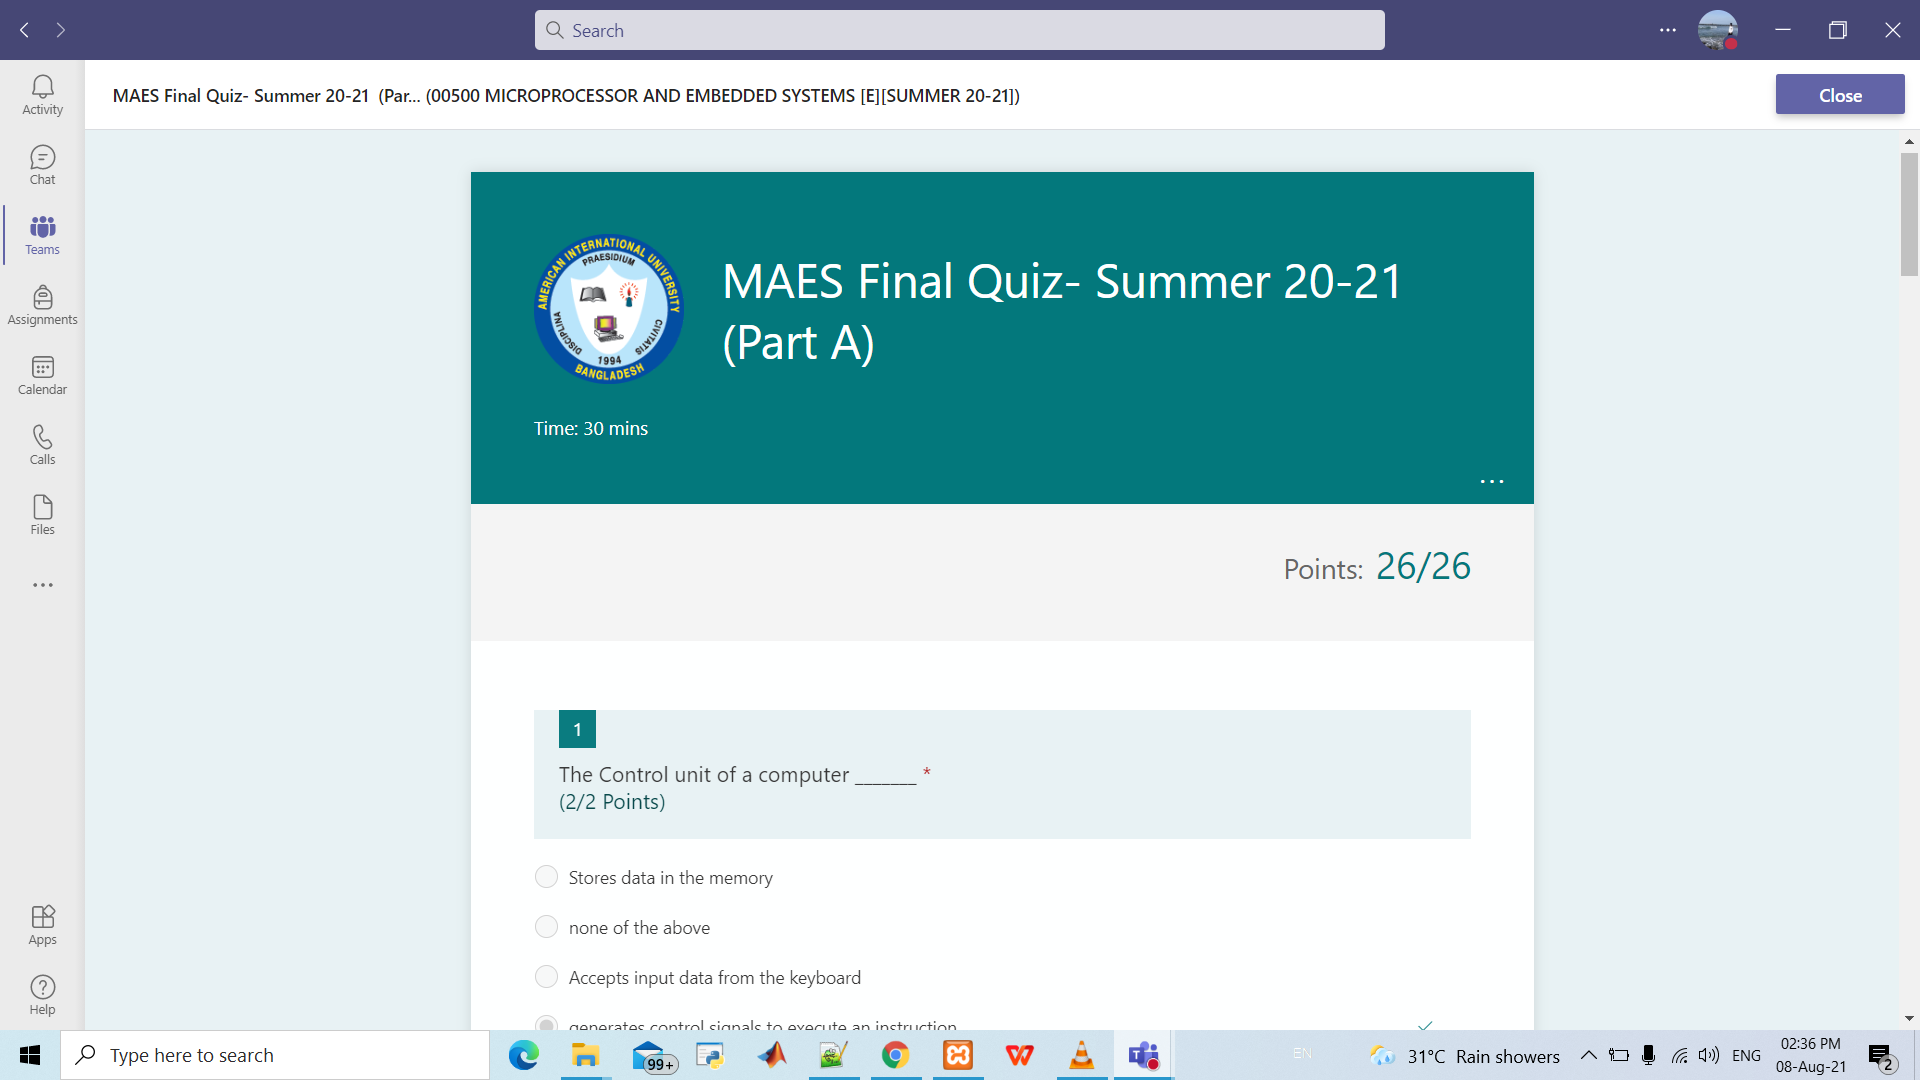 Search
Activity
Chat
Teams
Assignments
Calendar
Calls
Files
Apps
Help
MAES Final Quiz- Summer 20-21 (Par... (00500 MICROPROCESSOR AND EMBEDDED SYSTEMS [E][SUMMER 20-21])
Close
AMERICAN INTERNATIONAL UNIVERSITY
PRAESIDIUM
DISCIPLINA
CIVITATIS
1994
BANGLADESH
MAES Final Quiz- Summer 20-21
(Part A)
Time: 30 mins
Points: 26/26
1
The Control unit of a computer _______ *
(2/2 Points)
Stores data in the memory
none of the above
Accepts input data from the keyboard
generates control signals to execute an instruction
Type here to search
99+
EN
31°C Rain showers
ENG
02:36 PM
08-Aug-21
2